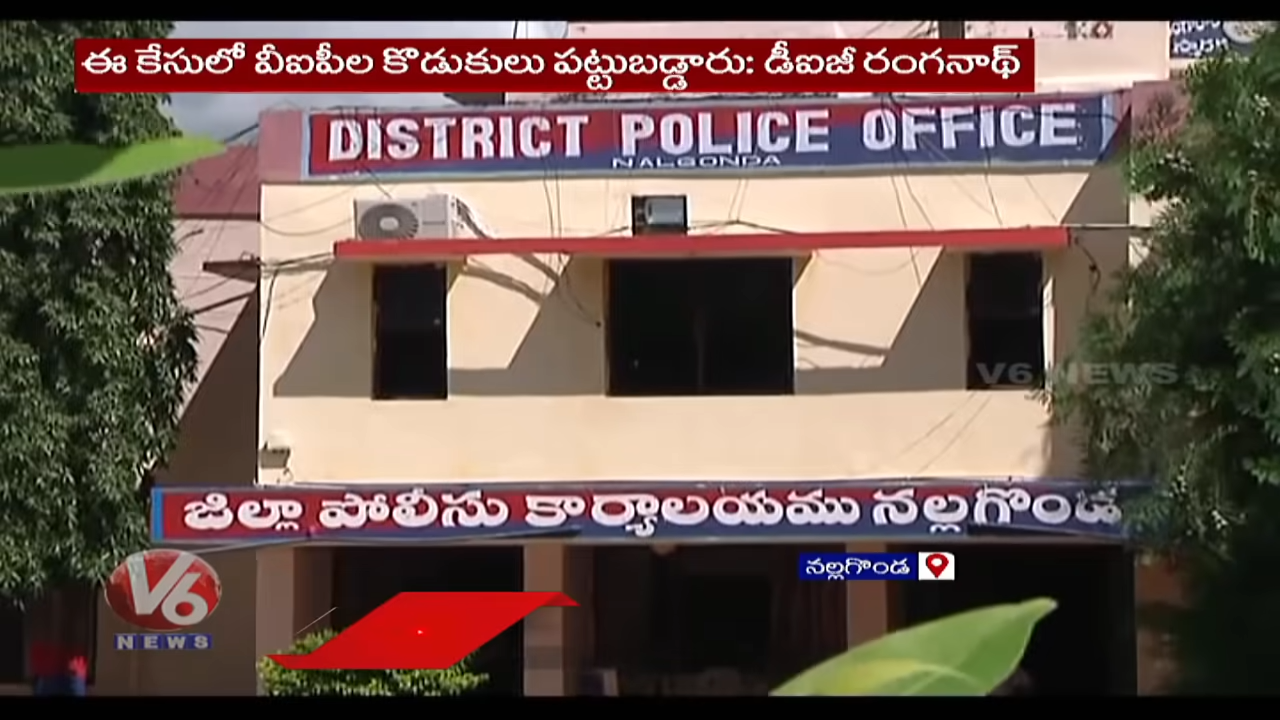 ఈ కేసులో వీఐపీల కొడుకులు పట్టుబడ్డారు: డీఐజీ రంగనాథ్
DISTRICT POLICE OFFICE
NALGONDA
V6 NEWS
జిల్లా పోలీసు కార్యాలయము నల్లగొండ
నల్లగొండ
V6
NEWS